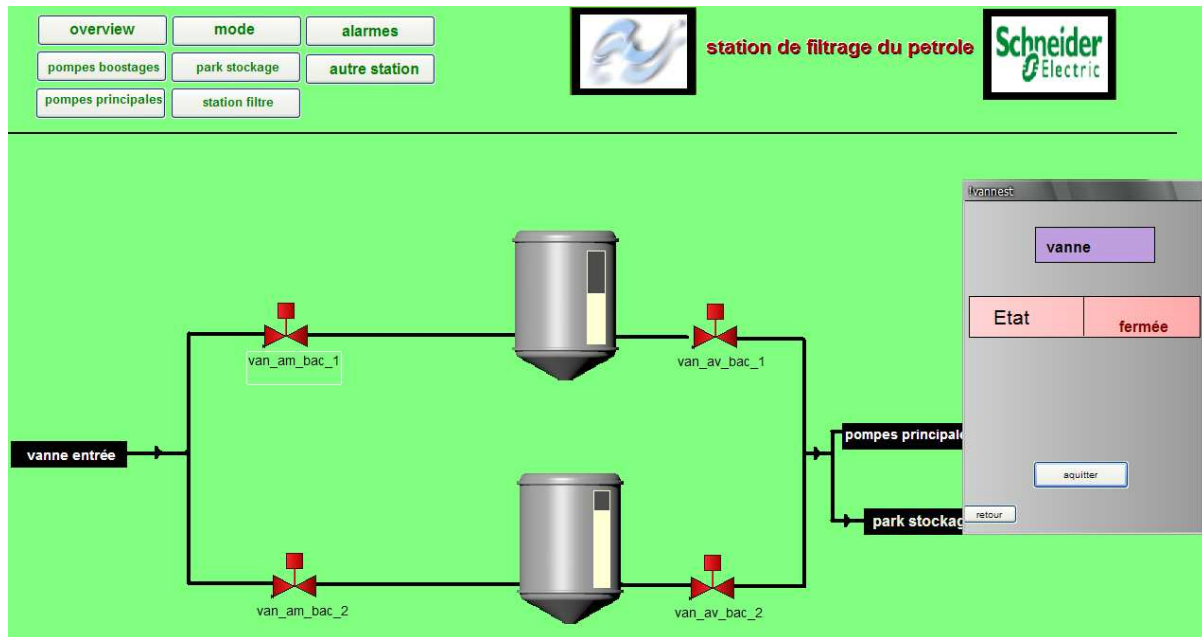 overview
mode
alarmes
pompes boostages
park stockage
autre station
pompes principales
station filtre
station de filtrage du petrole
Schneider
Electric
vannest
vanne
Etat
fermée
van_am_bac_1
van_av_bac_1
vanne entrée
pompes principale
park stockag
aquitter
retour
van_am_bac_2
van_av_bac_2